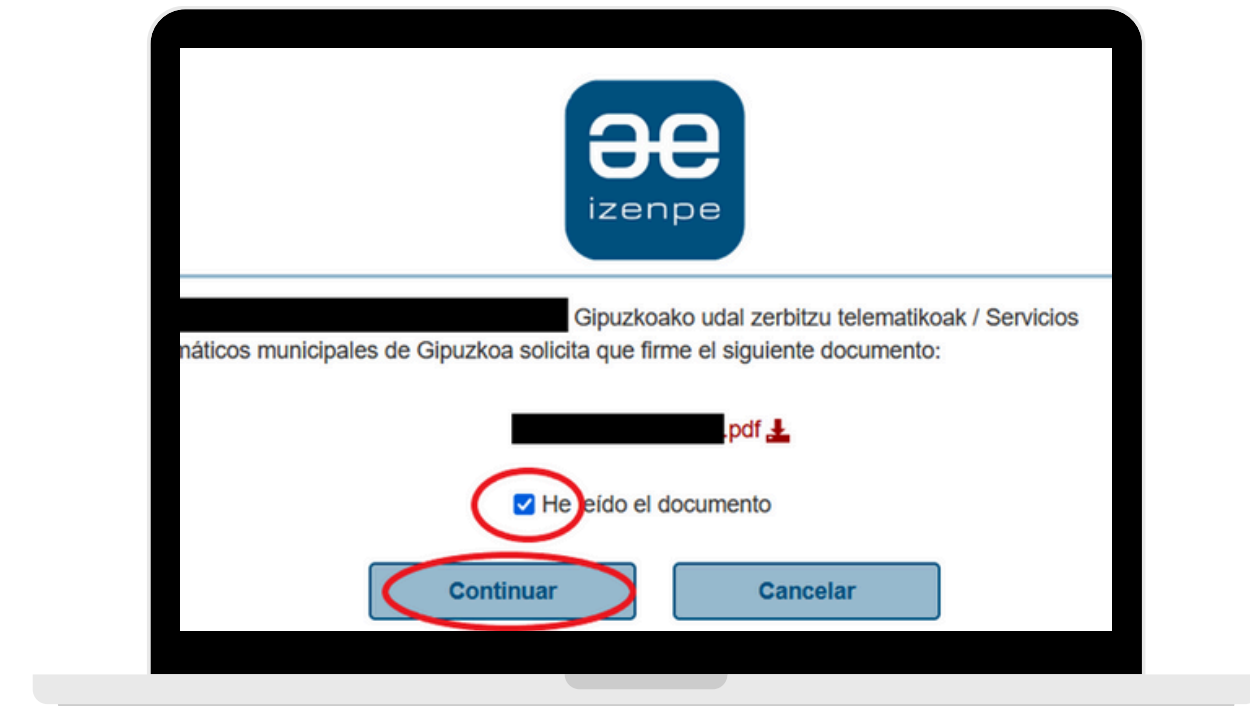 izenpe
Gipuzkoako udal zerbitzu telematikoak / Servicios
máticos municipales de Gipuzkoa solicita que firme el siguiente documento:
.pdf
He leído el documento
Continuar
Cancelar